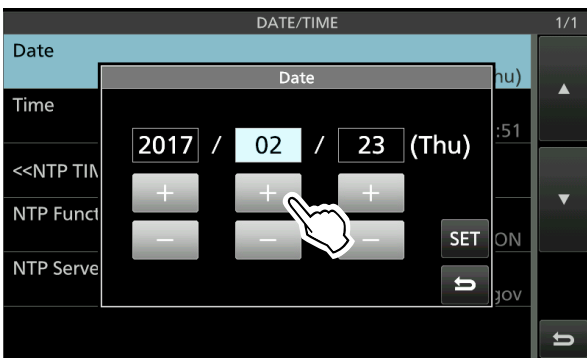 DATE/TIME 1/1
Date
hu)
Date
Time
:51
2017 / 02 / 23 (Thu)
<<NTP TIM
+ + +
NTP Funct
- - - SET ON
NTP Serve
gov